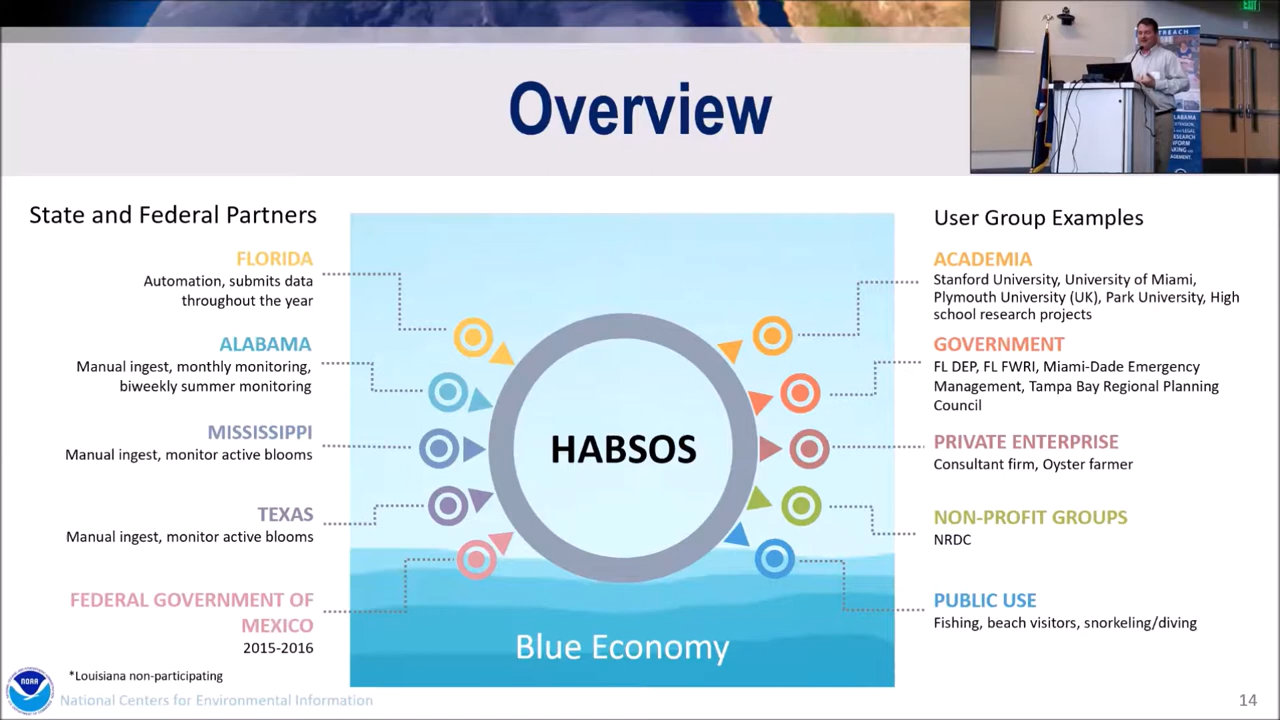 Overview
EXIT
State and Federal Partners
FLORIDA
Automation, submits data
throughout the year
ALABAMA
Manual ingest, monthly monitoring,
biweekly summer monitoring
MISSISSIPPI
Manual ingest, monitor active blooms
TEXAS
Manual ingest, monitor active blooms
FEDERAL GOVERNMENT OF
MEXICO
2015-2016
*Louisiana non-participating
HABSOS
Blue Economy
User Group Examples
ACADEMIA
Stanford University, University of Miami,
Plymouth University (UK), Park University, High
school research projects
GOVERNMENT
FL DEP, FL FWRI, Miami-Dade Emergency
Management, Tampa Bay Regional Planning
Council
PRIVATE ENTERPRISE
Consultant firm, Oyster farmer
NON-PROFIT GROUPS
NRDC
PUBLIC USE
Fishing, beach visitors, snorkeling/diving
NOAA
National Centers for Environmental Information
14